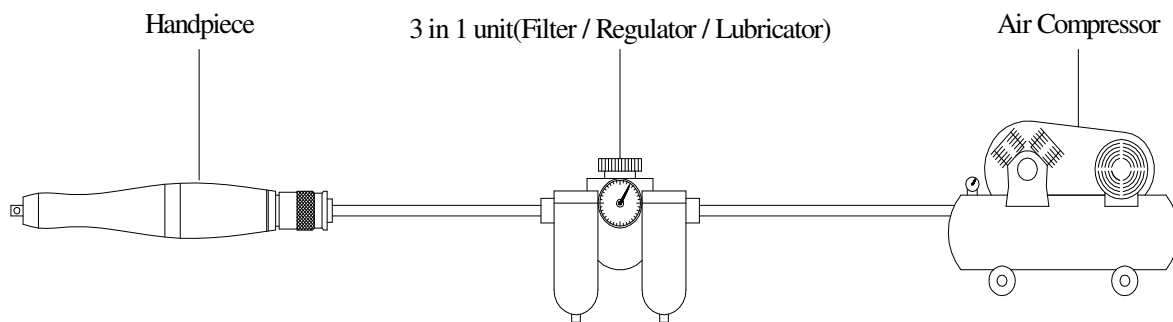 Handpiece
3 in 1 unit(Filter / Regulator / Lubricator)
Air Compressor